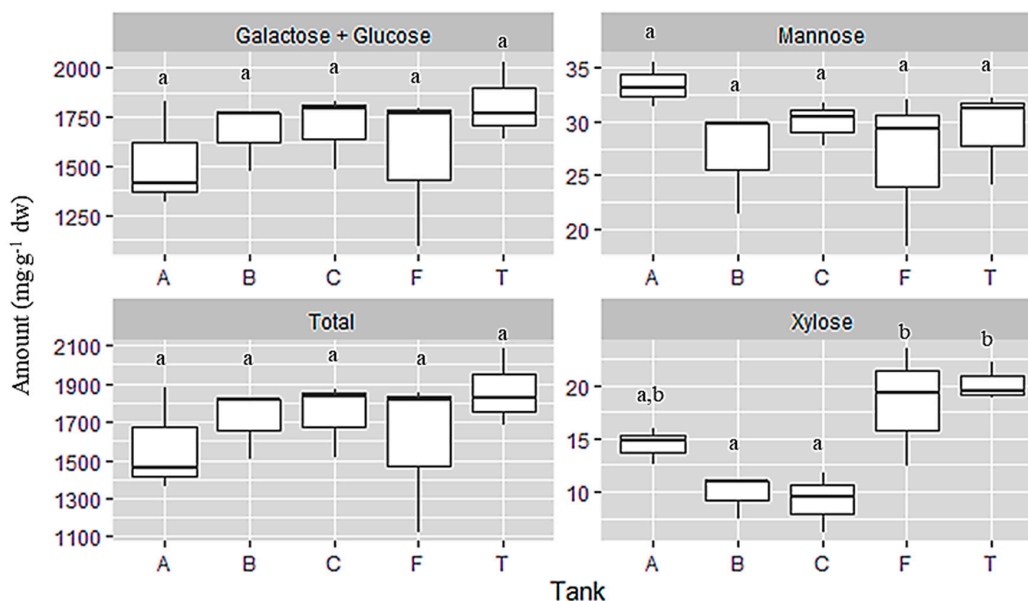 Galactose + Glucose
a a a a a
2000
1750
1500
1250
A B C F T
Mannose
a a a a a
35
30
25
20
A B C F T
Total
a a a a a
2100
1900
1700
1500
1300
1100
A B C F T
Xylose
a,b a a b b
20
15
10
A B C F T
Amount (mg·g⁻¹ dw)
Tank